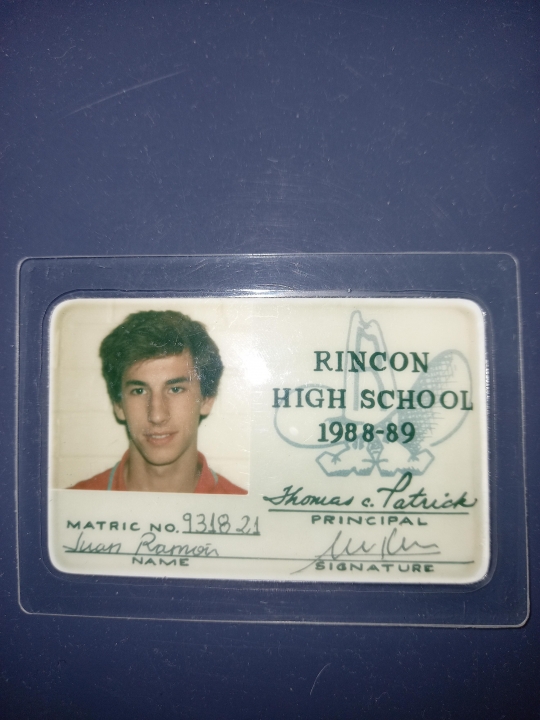 RINCON
HIGH SCHOOL
1988-89
Thomas C. Patrick
PRINCIPAL
MATRIC NO. 931821
Juan Ramon
NAME
SIGNATURE